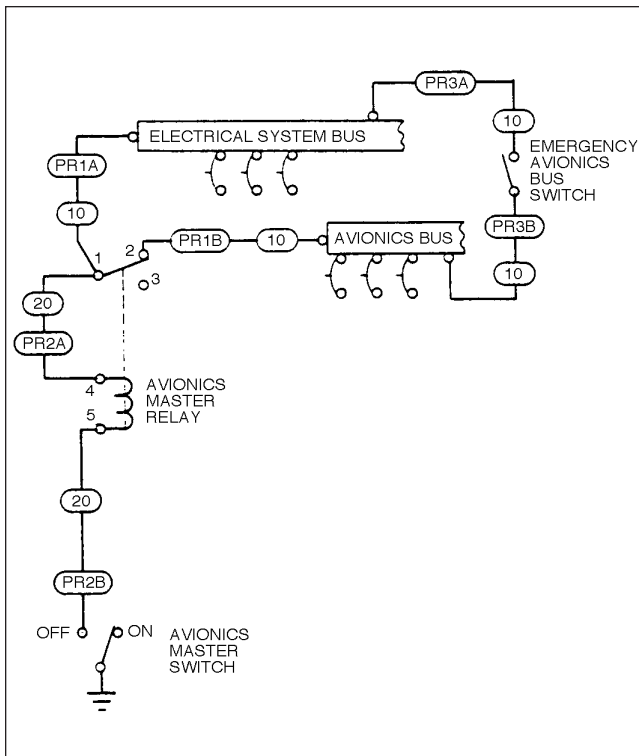 PR3A
ELECTRICAL SYSTEM BUS
10
PR1A
EMERGENCY
AVIONICS
BUS
SWITCH
10
PR3B
2
PR1B
10
AVIONICS BUS
1
3
10
20
PR2A
4
AVIONICS
MASTER
RELAY
5
20
PR2B
OFF
ON
AVIONICS
MASTER
SWITCH